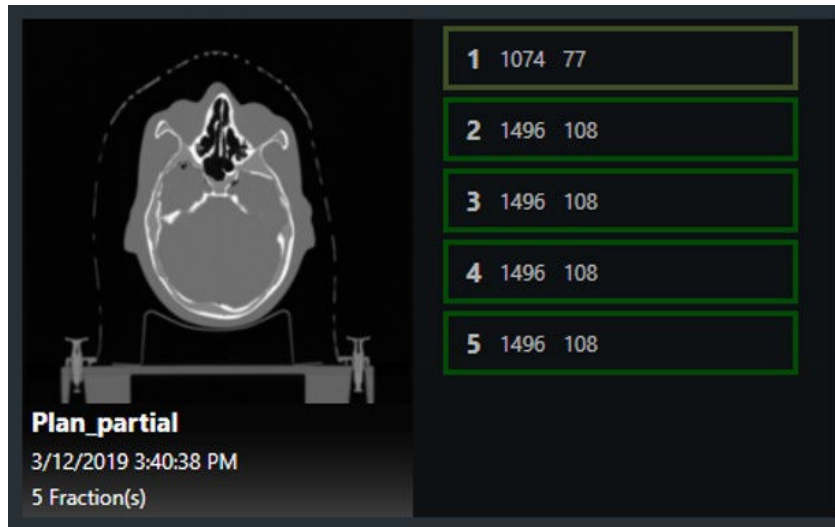 1 1074 77
2 1496 108
3 1496 108
4 1496 108
5 1496 108
Plan_partial
3/12/2019 3:40:38 PM
5 Fraction(s)